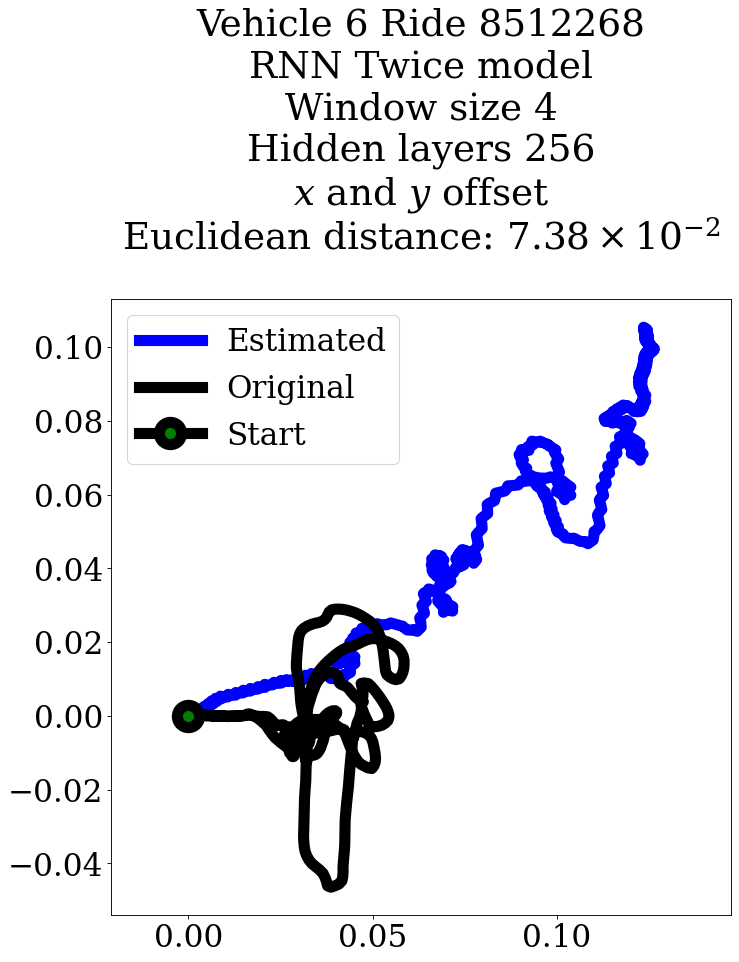 Vehicle 6 Ride 8512268
RNN Twice model
Window size 4
Hidden layers 256
x and y offset
Euclidean distance: 7.38 × 10⁻²
Estimated
Original
Start
0.10
0.08
0.06
0.04
0.02
0.00
−0.02
−0.04
0.00 0.05 0.10